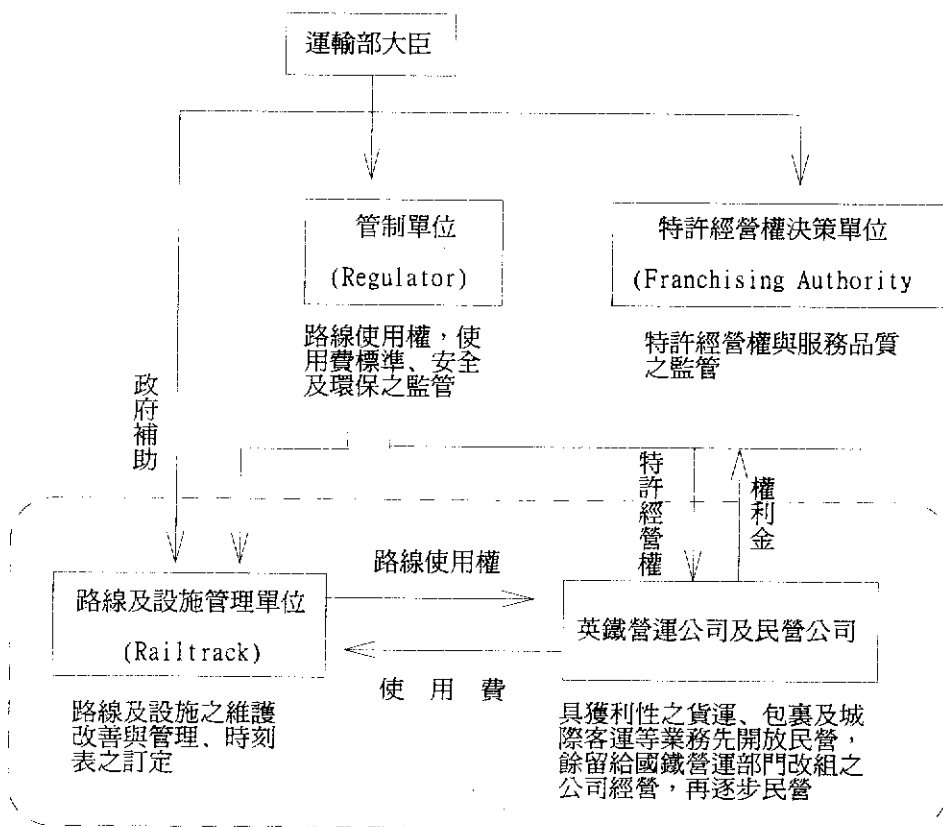 運輸部大臣
管制單位
(Regulator)
特許經營權決策單位
(Franchising Authority
路線使用權，使
用費標準、安全
及環保之監管
特許經營權與服務品質
之監管
政府補助
特許經營權
權利金
路線使用權
路線及設施管理單位
(Railtrack)
英鐵營運公司及民營公司
使用費
路線及設施之維護
改善與管理、時刻
表之訂定
具獲利性之貨運、包裹及城
際客運等業務先開放民營，
餘留給國鐵營運部門改組之
公司經營，再逐步民營